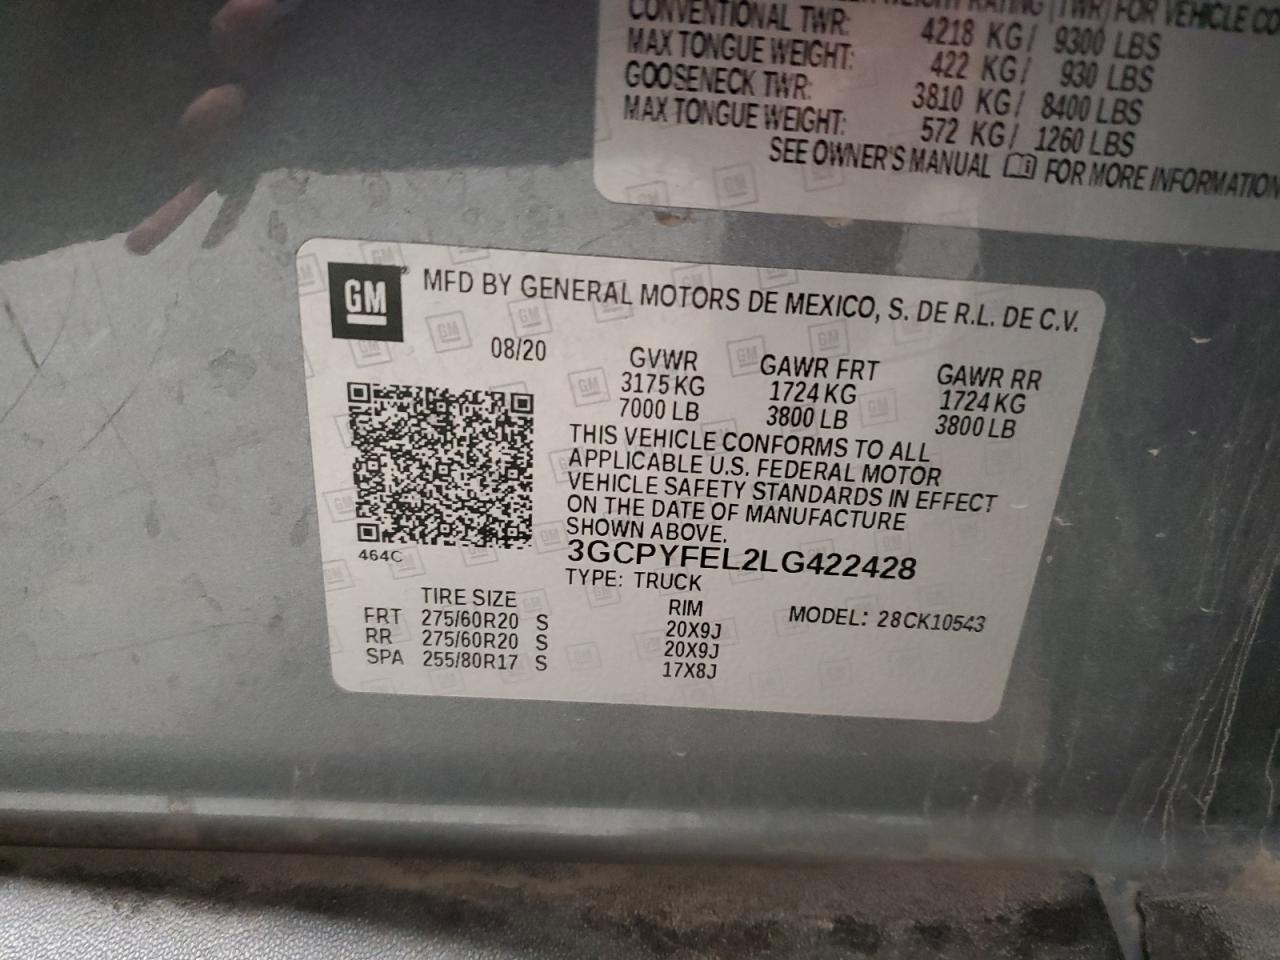 WEIGHT RATING (TWR) FOR VEHICLE
CONVENTIONAL TWR: 4218 KG/ 9300 LBS
MAX TONGUE WEIGHT: 422 KG/ 930 LBS
GOOSENECK TWR: 3810 KG/ 8400 LBS
MAX TONGUE WEIGHT: 572 KG/ 1260 LBS
SEE OWNER'S MANUAL FOR MORE INFORMATION
GM
MFD BY GENERAL MOTORS DE MEXICO, S. DE R.L. DE C.V.
08/20
GVWR GAWR FRT GAWR RR
3175 KG 1724 KG 1724 KG
7000 LB 3800 LB 3800 LB
THIS VEHICLE CONFORMS TO ALL
APPLICABLE U.S. FEDERAL MOTOR
VEHICLE SAFETY STANDARDS IN EFFECT
ON THE DATE OF MANUFACTURE
SHOWN ABOVE.
3GCPYFEL2LG422428
464C
TYPE: TRUCK
TIRE SIZE RIM MODEL: 28CK10543
FRT 275/60R20 S 20X9J
RR 275/60R20 S 20X9J
SPA 255/80R17 S 17X8J